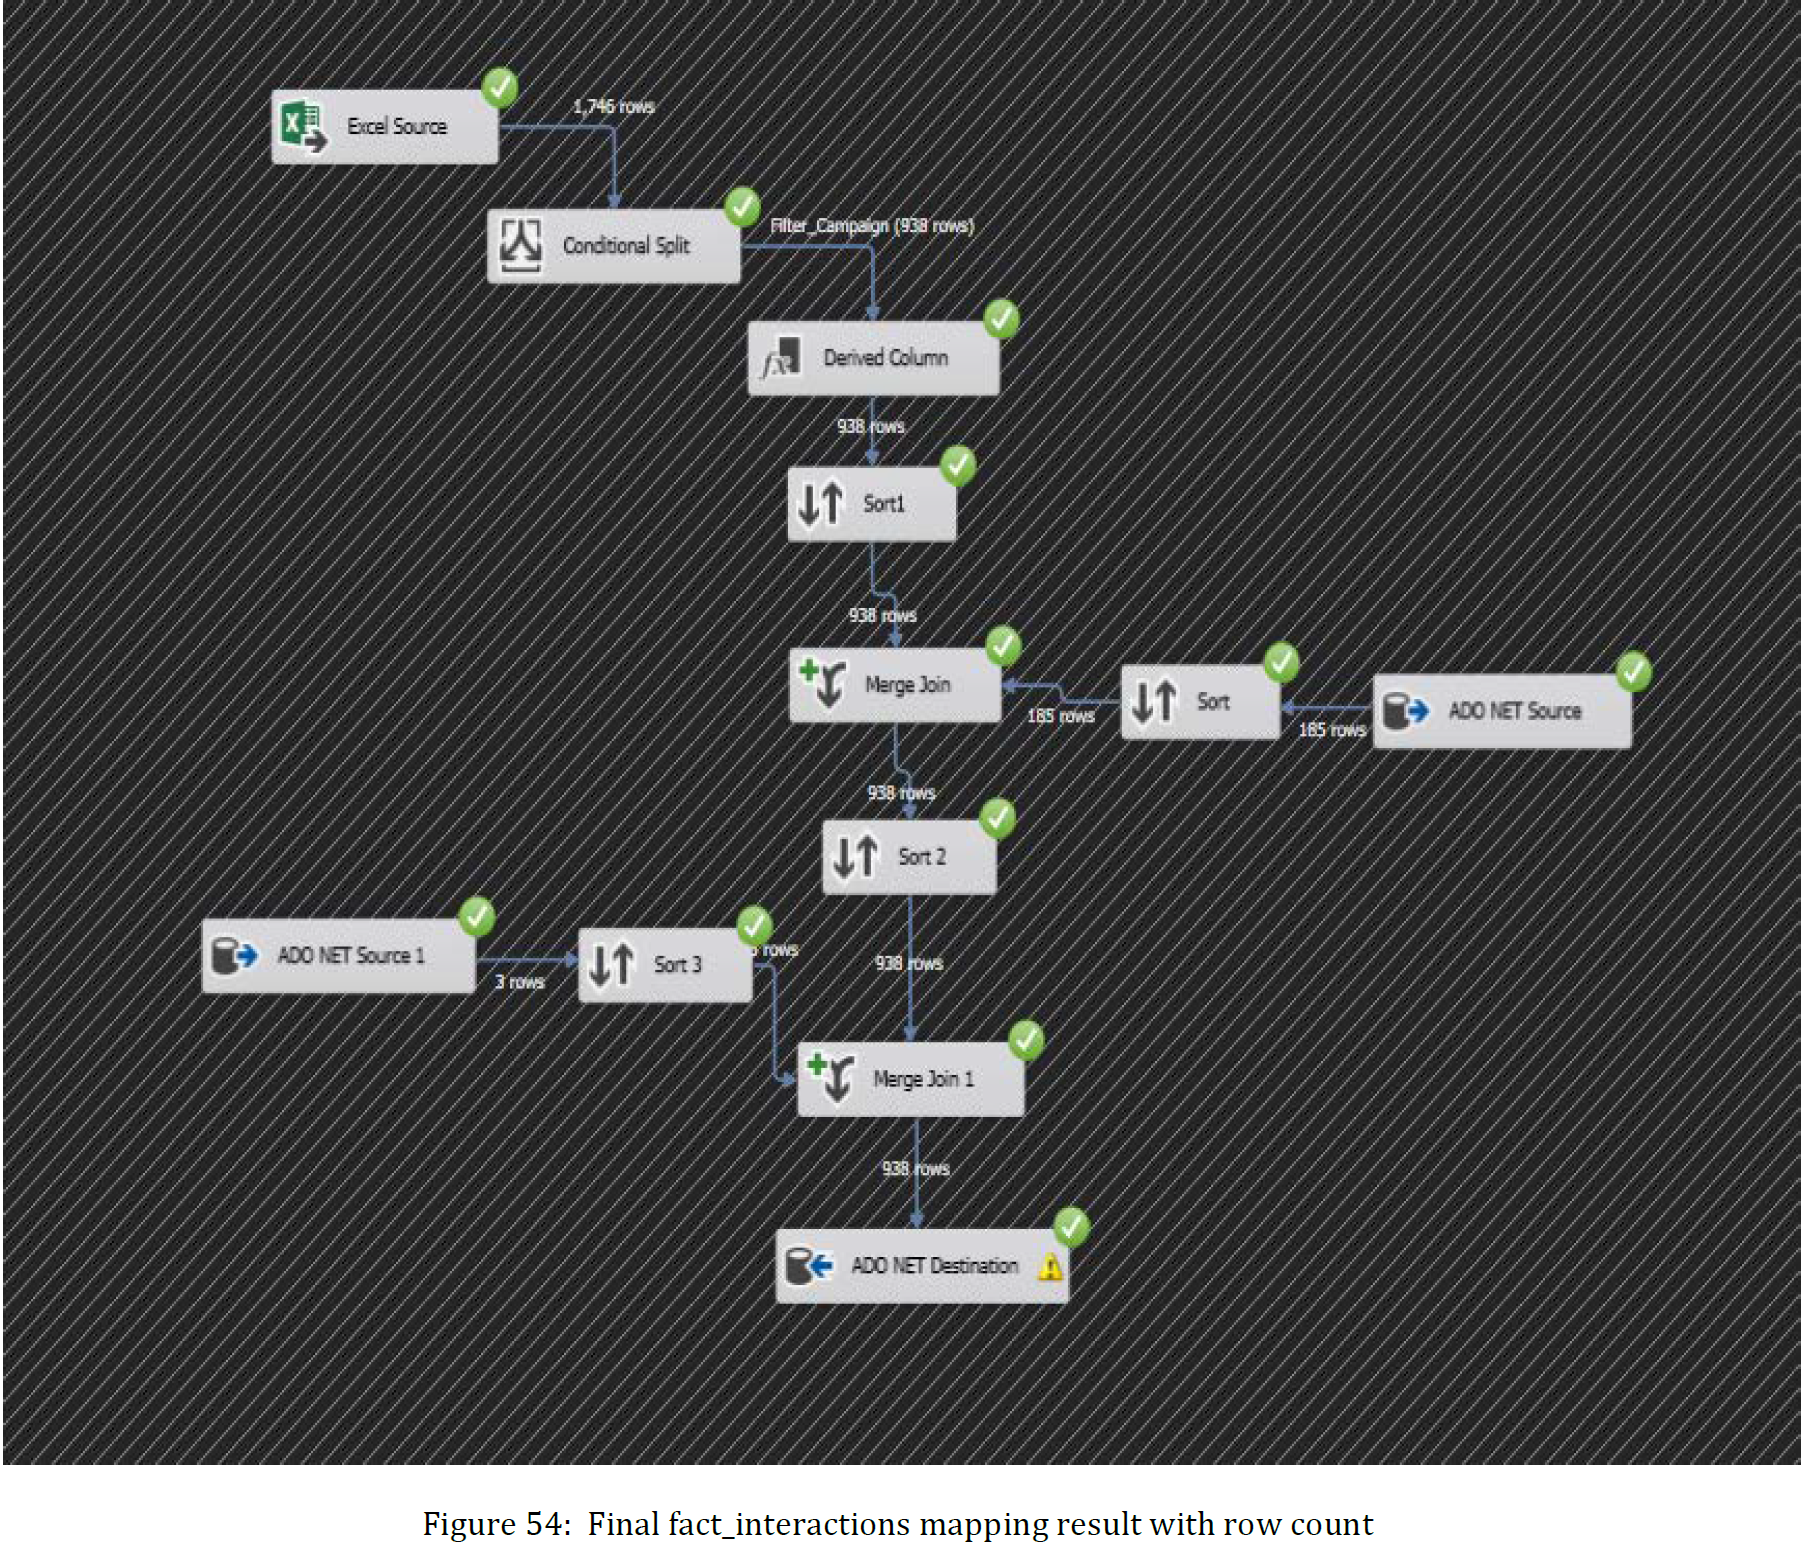 Excel Source
1,746 rows
Conditional Split
Filter_Campaign (938 rows)
Derived Column
938 rows
Sort1
938 rows
Merge Join
185 rows
Sort
185 rows
ADO NET Source
938 rows
Sort 2
ADO NET Source 1
3 rows
Sort 3
rows
938 rows
Merge Join 1
938 rows
ADO NET Destination
Figure 54: Final fact_interactions mapping result with row count